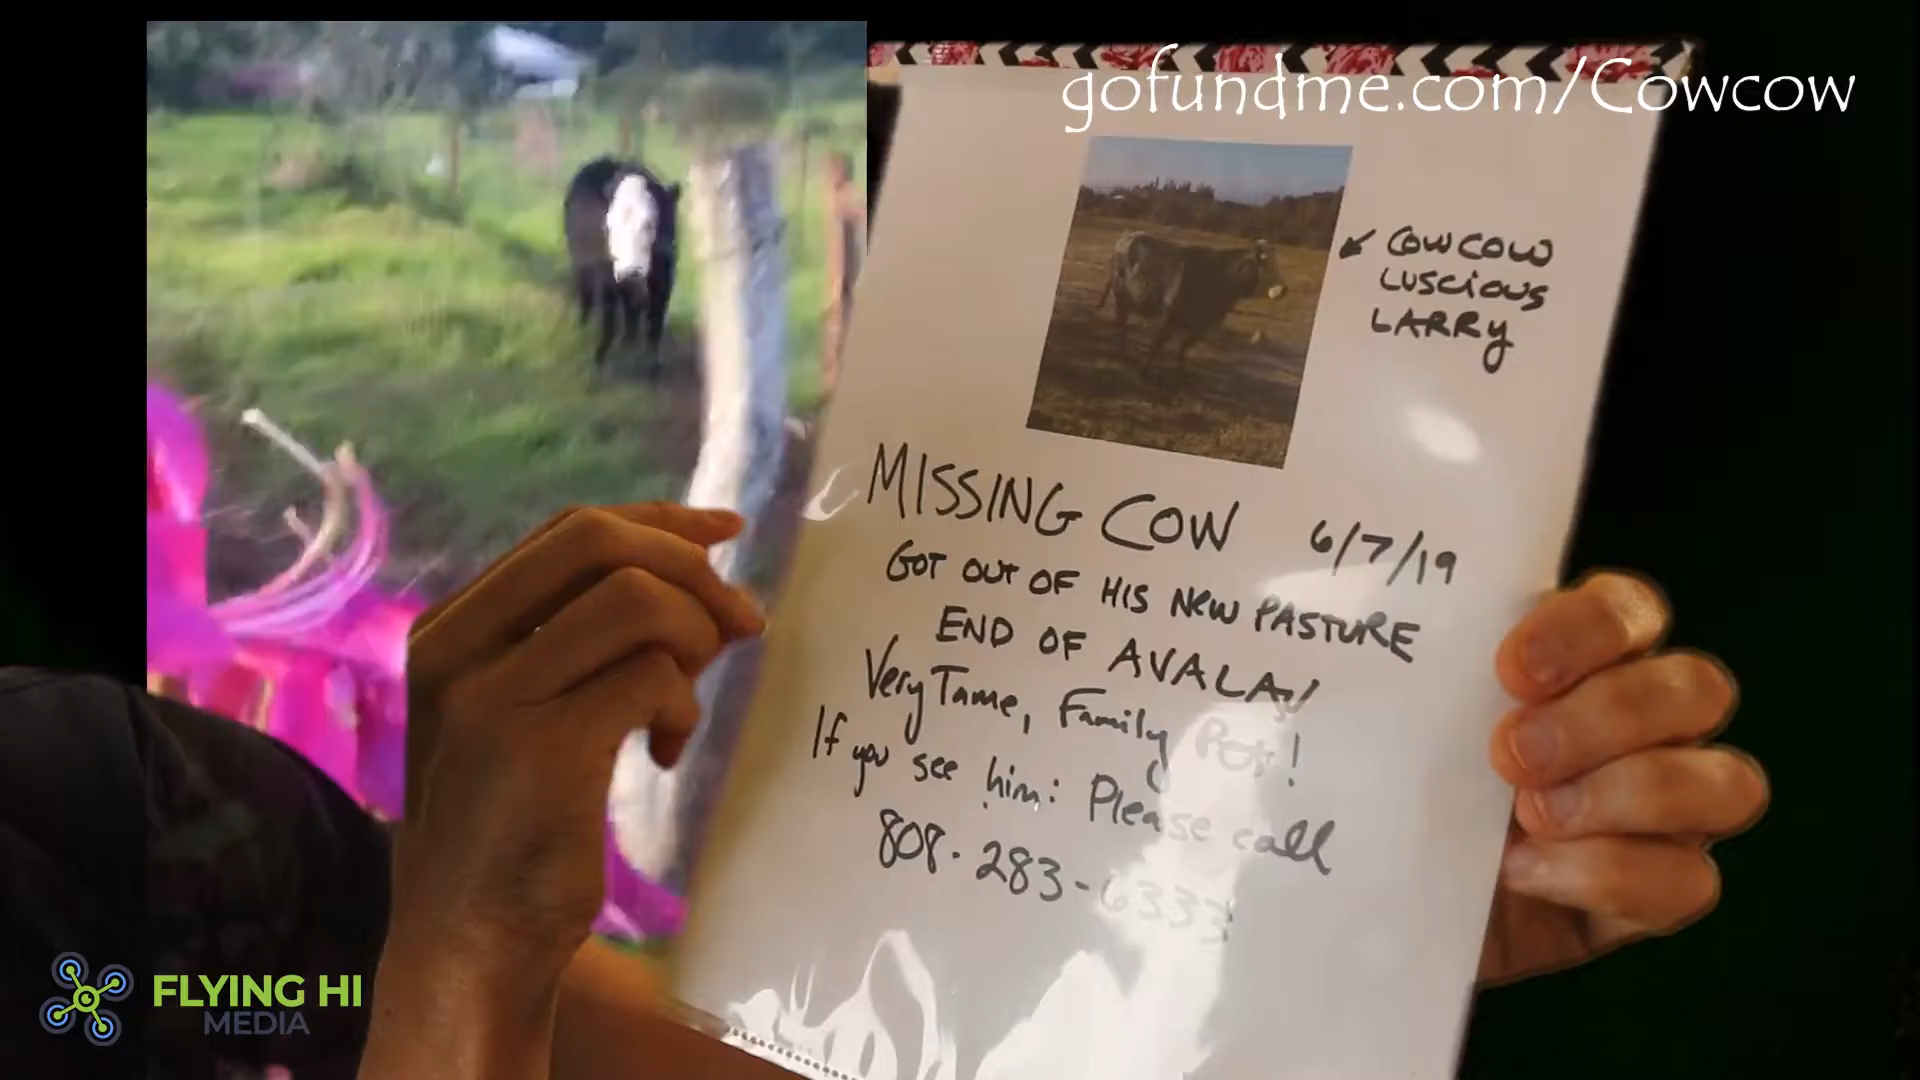 gofundme.com/Cowcow
COWCOW
LUSCIOUS
LARRY
MISSING COW 6/7/19
GOT OUT OF HIS NEW PASTURE
END OF AVALA!
Very Tame, Family Pet!
If you see him: Please call
808-283-6333
FLYING HI
MEDIA